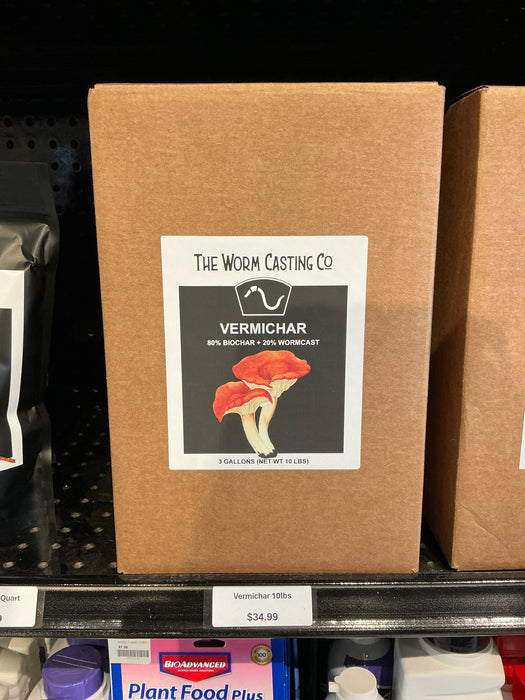 THE WORM CASTING CO
VERMICHAR
80% BIOCHAR + 20% WORMCAST
3 GALLONS (NET WT 10 LBS)
Quart
Vermichar 10lbs
$34.99
BIOADVANCED
Plant Food Plus